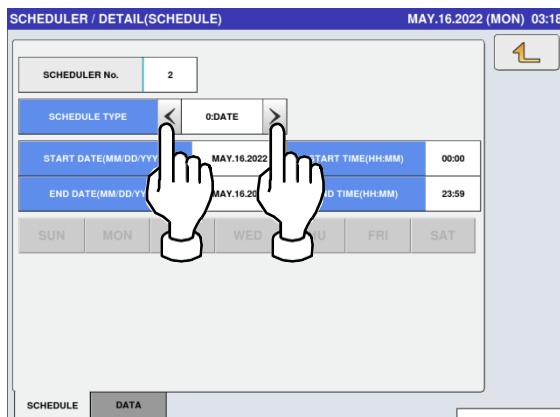 SCHEDULER / DETAIL(SCHEDULE) MAY.16.2022 (MON) 03:18
SCHEDULER No. 2
SCHEDULE TYPE 0:DATE
START DATE(MM/DD/YYY MAY.16.2022 START TIME(HH:MM) 00:00
END DATE(MM/DD/YY MAY.16.20 END TIME(HH:MM) 23:59
SUN MON WED FRI SAT
SCHEDULE DATA